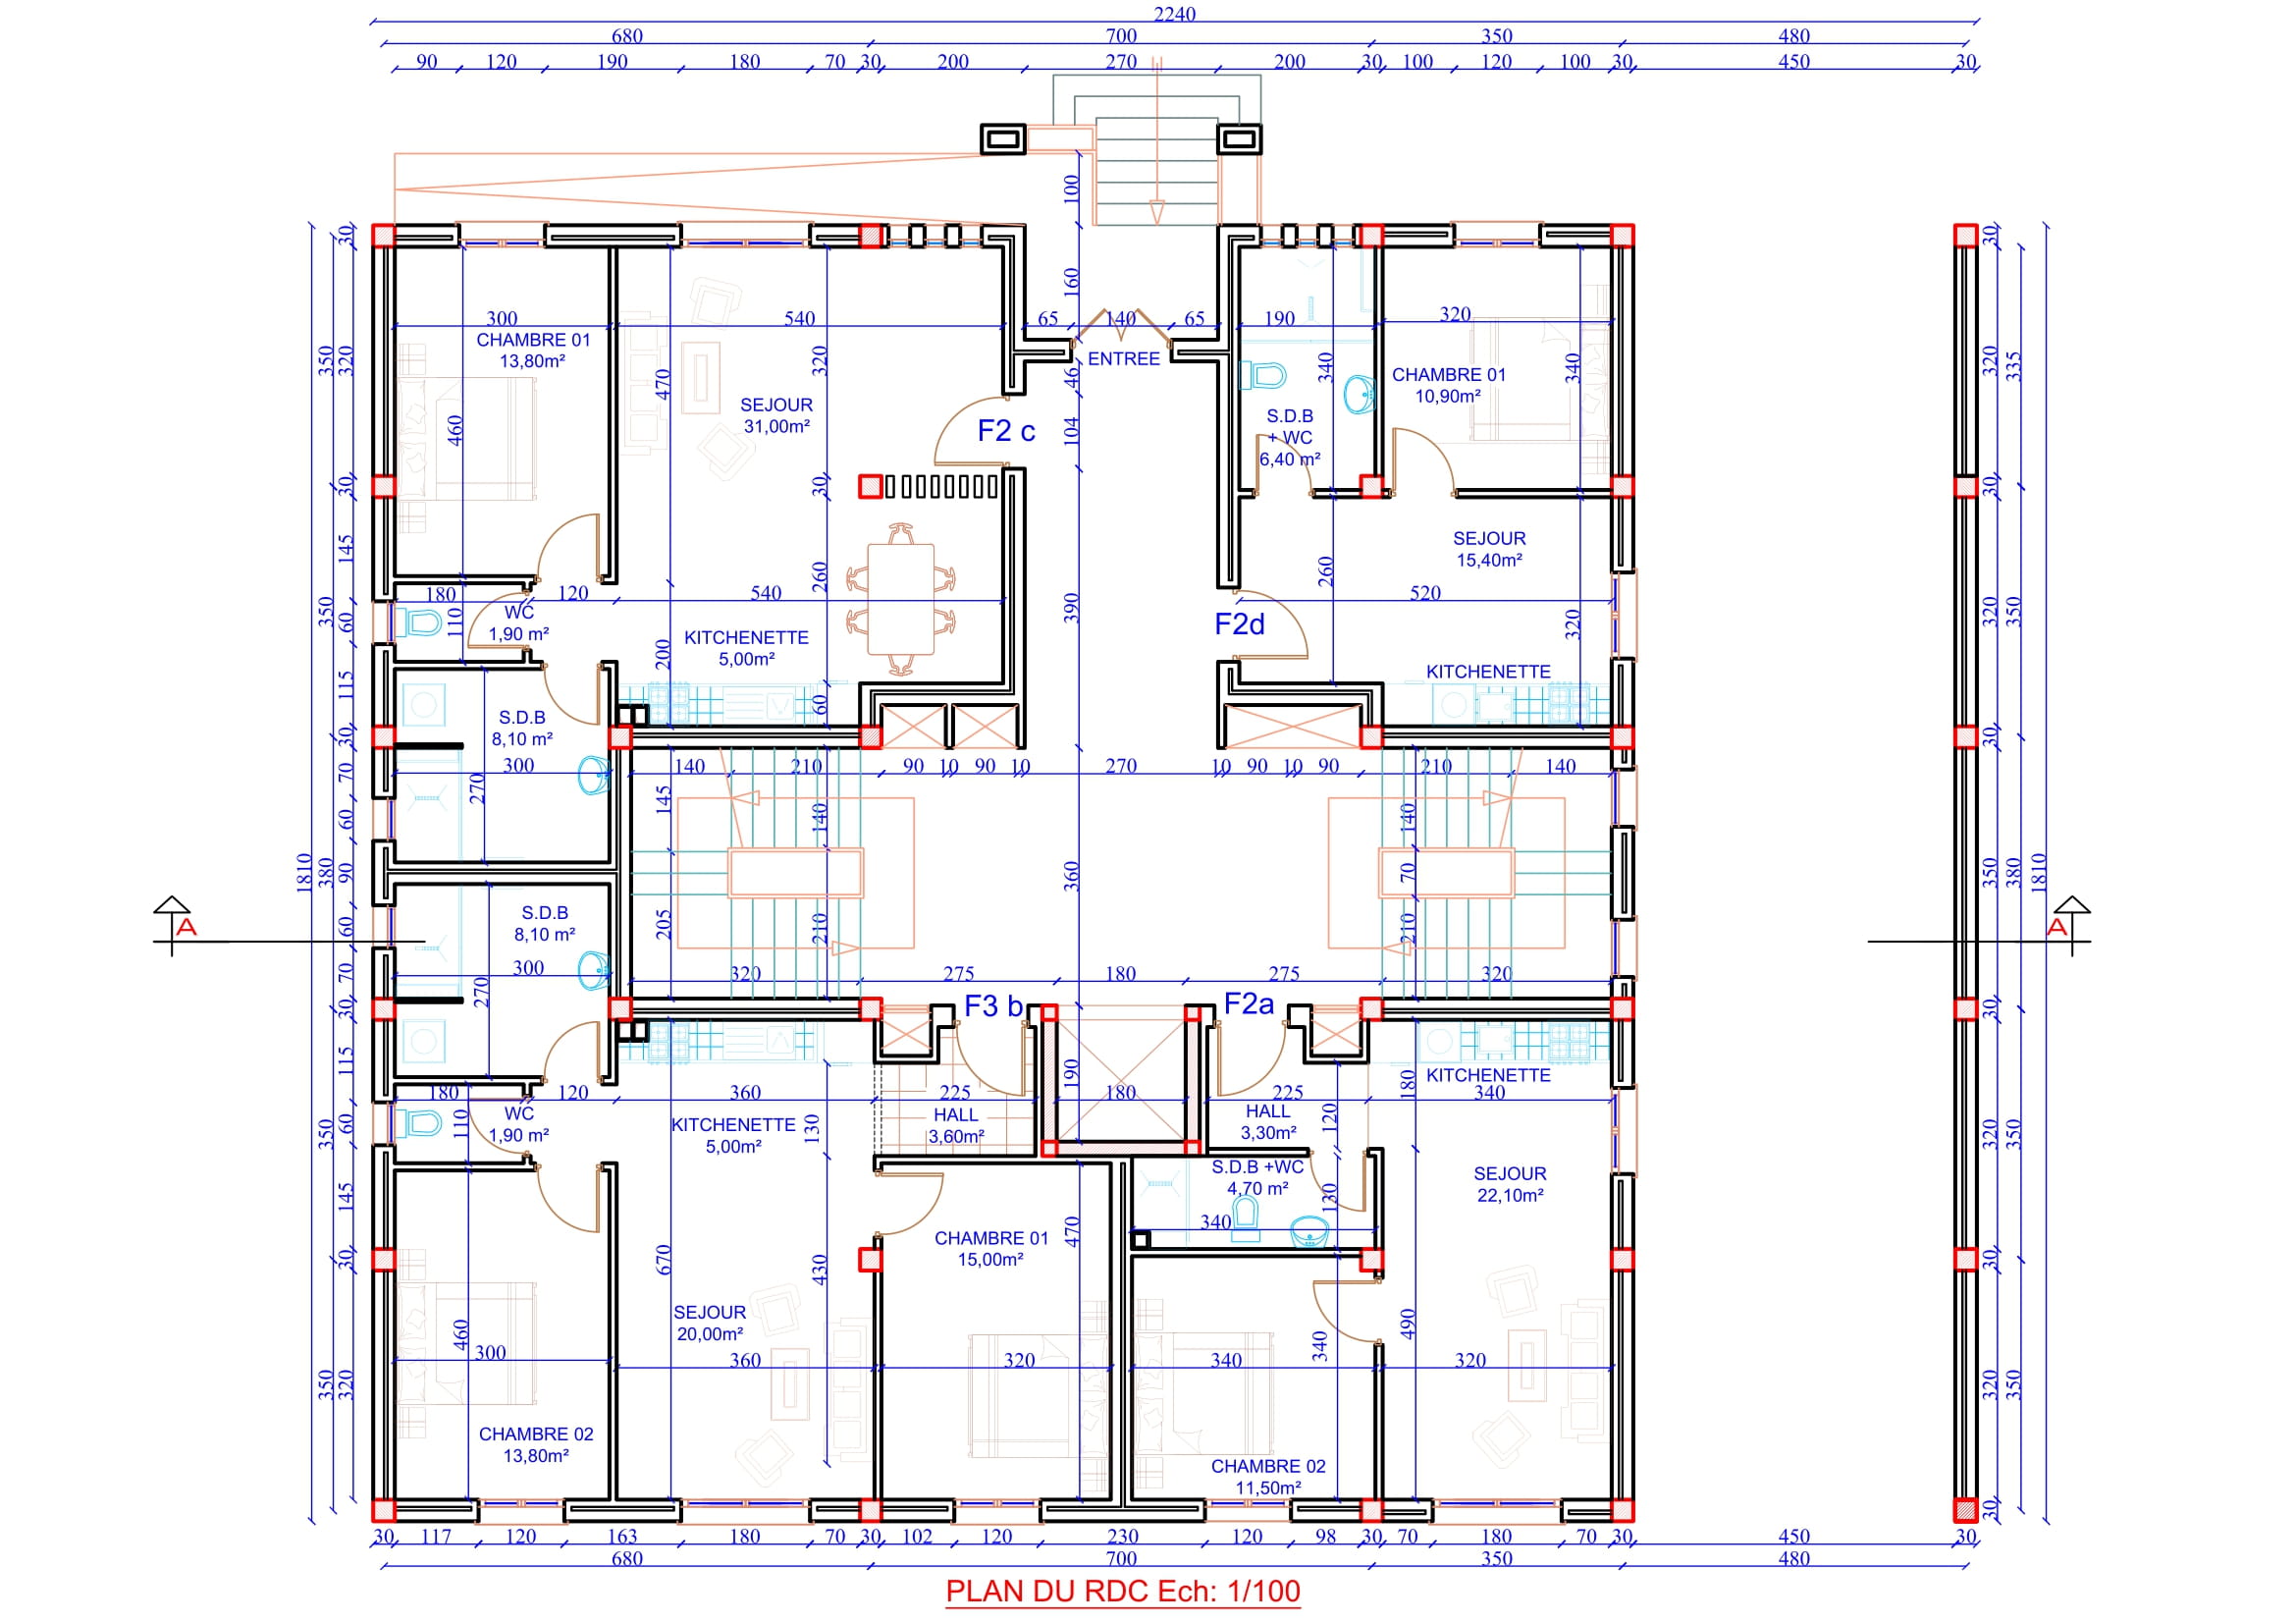 2240
680 700 350 480
90 120 190 180 70 30 200 270 200 30 100 120 100 30 450 30
100
30 30 30
160
300 540 65 140 65 190 320
CHAMBRE 01
13,80m²
ENTREE
350 320 470 320 46 340 340 320 335
CHAMBRE 01
10,90m²
SEJOUR
31,00m²
460
F2 c
104
S.D.B
+ WC
6,40 m²
30 30 30
145
SEJOUR
15,40m²
260 260
180 120 540 520
WC
1,90 m²
110
350 60 390 320 320 350
F2d
KITCHENETTE
5,00m²
200
KITCHENETTE
115 60
S.D.B
8,10 m²
30 30
300 140 210 90 10 90 10 270 10 90 10 90 210 140
70 270 145 140 140
60
1810 380 90 360 70 350 380 1810
A A
60 205 210 210
S.D.B
8,10 m²
300
70 270
320 275 180 275 320
30 30
F3 b F2a
115 190 180
KITCHENETTE
180 120 360 225 180 225 340
WC
1,90 m²
110
350 60 130 120 320 350
KITCHENETTE
5,00m²
HALL
3,60m²
HALL
3,30m²
S.D.B +WC
4,70 m²
SEJOUR
22,10m²
145 130
340
CHAMBRE 01
15,00m²
470
30 670 430 30
SEJOUR
20,00m²
460 340 490
300 360 320 340 320
350 320 320 350
CHAMBRE 02
13,80m²
CHAMBRE 02
11,50m²
30
30 117 120 163 180 70 30 102 120 230 120 98 30 70 180 70 30 450 30
680 700 350 480
PLAN DU RDC Ech: 1/100